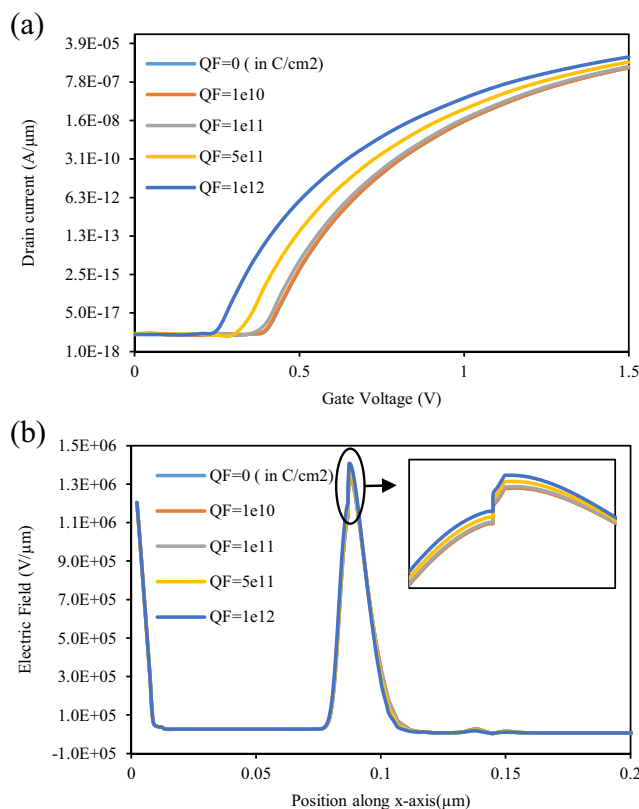 (a)
3.9E-05
7.8E-07
1.6E-08
3.1E-10
6.3E-12
1.3E-13
2.5E-15
5.0E-17
1.0E-18
Drain current (A/µm)
QF=0 ( in C/cm2)
QF=1e10
QF=1e11
QF=5e11
QF=1e12
0
0.5
1
1.5
Gate Voltage (V)
(b)
1.5E+06
1.3E+06
1.1E+06
9.0E+05
7.0E+05
5.0E+05
3.0E+05
1.0E+05
-1.0E+05
Electric Field (V/µm)
QF=0 ( in C/cm2)
QF=1e10
QF=1e11
QF=5e11
QF=1e12
0
0.05
0.1
0.15
0.2
Position along x-axis(µm)